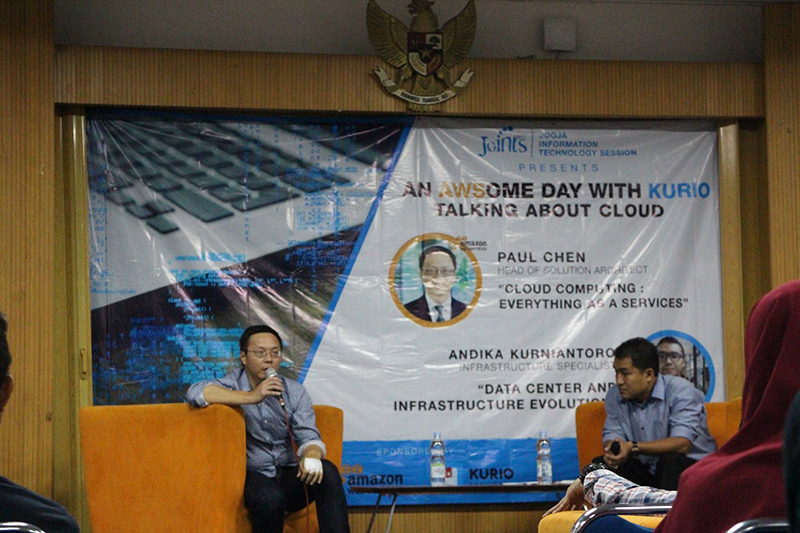 Joints
JOGJA
INFORMATION
TECHNOLOGY SESSION
PRESENTS
AN AWSOME DAY WITH KURIO
TALKING ABOUT CLOUD
amazon
PAUL CHEN
HEAD OF SOLUTION ARCHITECT
"CLOUD COMPUTING :
EVERYTHING AS A SERVICES"
ANDIKA KURNIANTORO
INFRASTRUCTURE SPECIALIST
"DATA CENTER AND
INFRASTRUCTURE EVOLUTION
amazon
KURIO